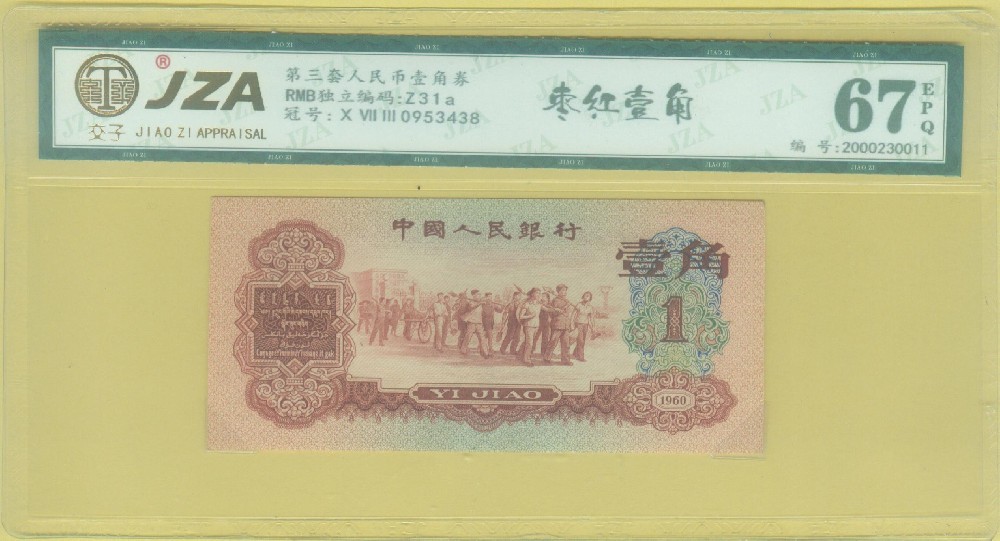 ®
JZA
交子 JIAO ZI APPRAISAL
第三套人民币壹角券
RMB独立编码:Z31a
冠号: X VII III 0953438
枣红壹角
67
EPQ
编 号:2000230011
中國人民銀行
壹角
1
YI JIAO
1960